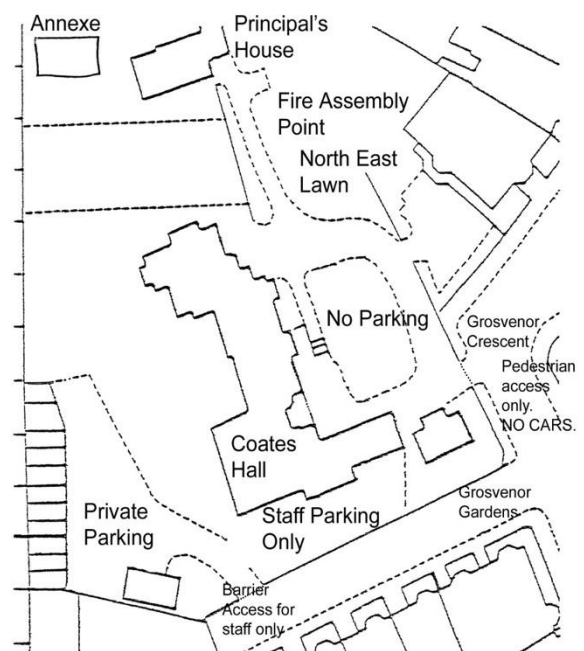 Annexe
Principal's
House
Fire Assembly
Point
North East
Lawn
No Parking
Grosvenor
Crescent
Pedestrian
access
only.
NO CARS.
Coates
Hall
Grosvenor
Gardens
Staff Parking
Only
Private
Parking
Barrier
Access for
staff only